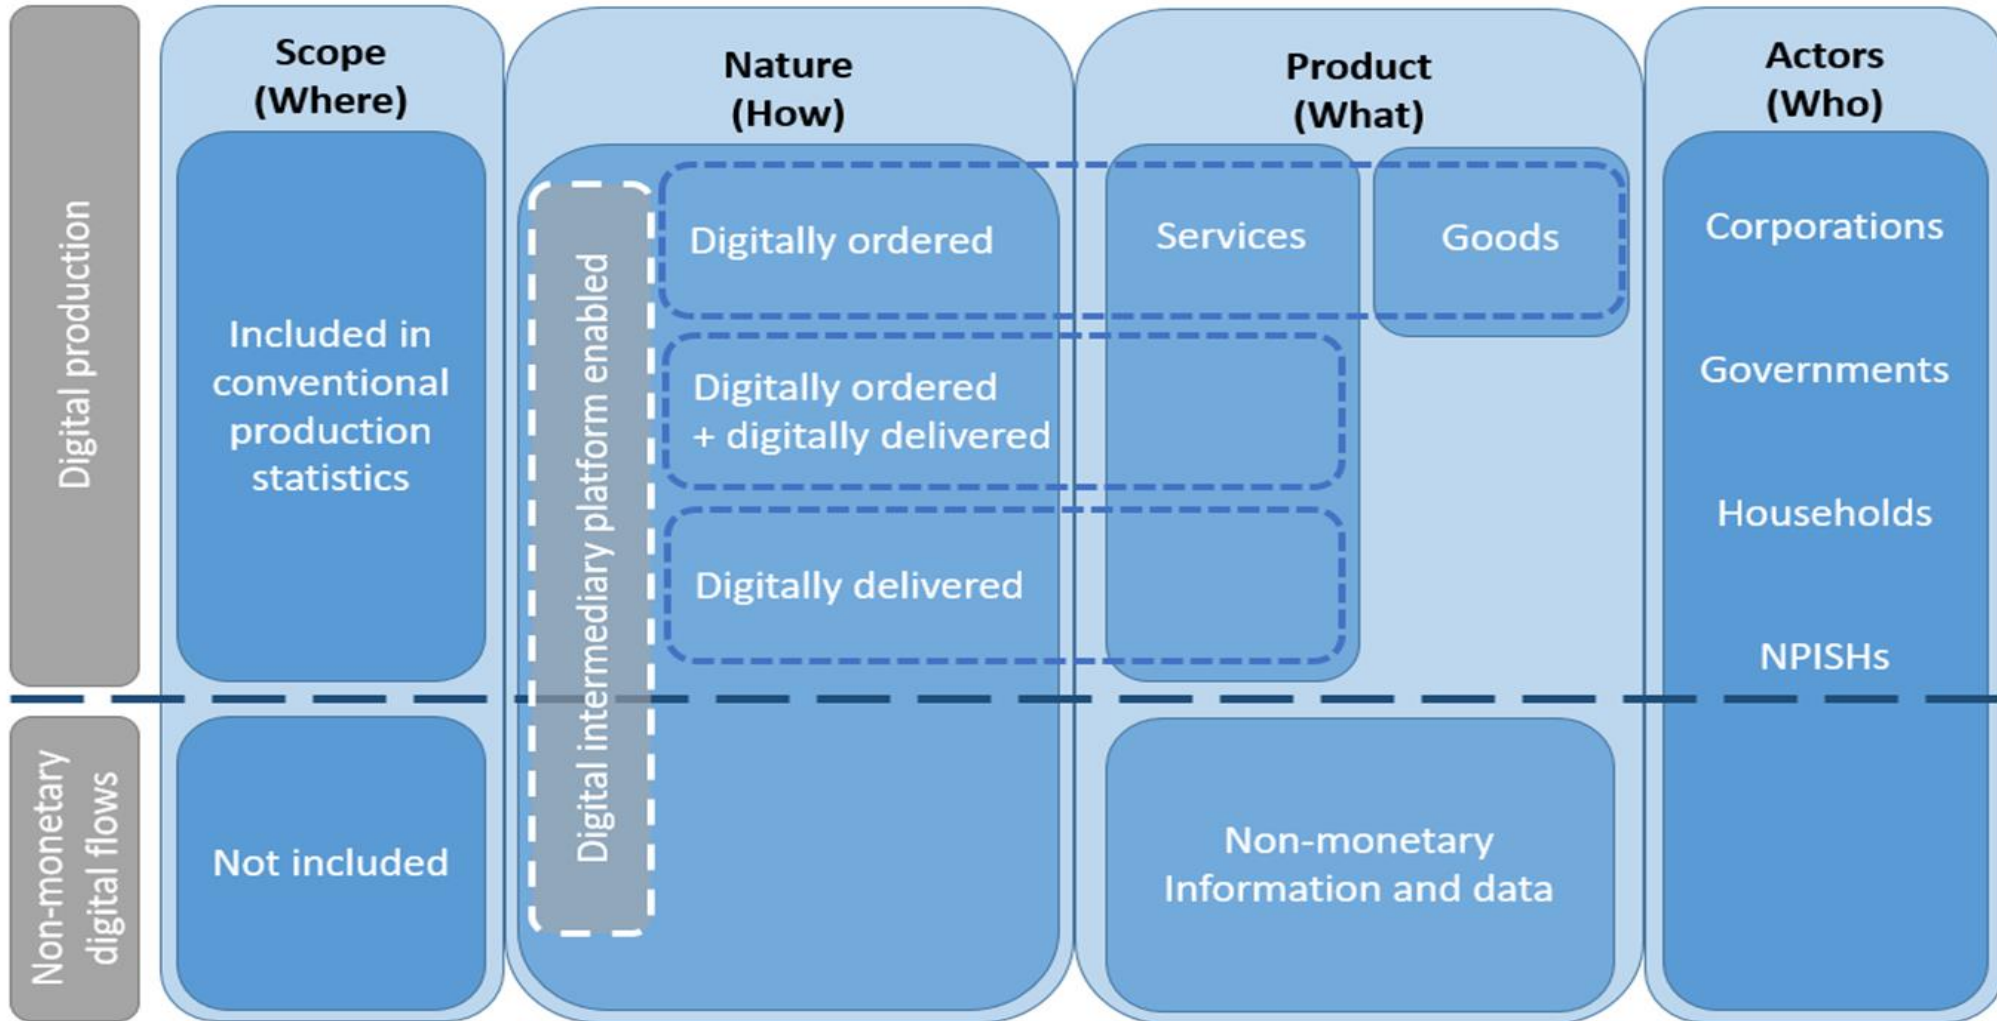 Scope
(Where)
Nature
(How)
Product
(What)
Actors
(Who)
Digital production
Included in
conventional
production
statistics
Digital intermediary platform enabled
Digitally ordered
Services
Goods
Digitally ordered
+ digitally delivered
Digitally delivered
Corporations
Governments
Households
NPISHs
Non-monetary
digital flows
Not included
Non-monetary
Information and data